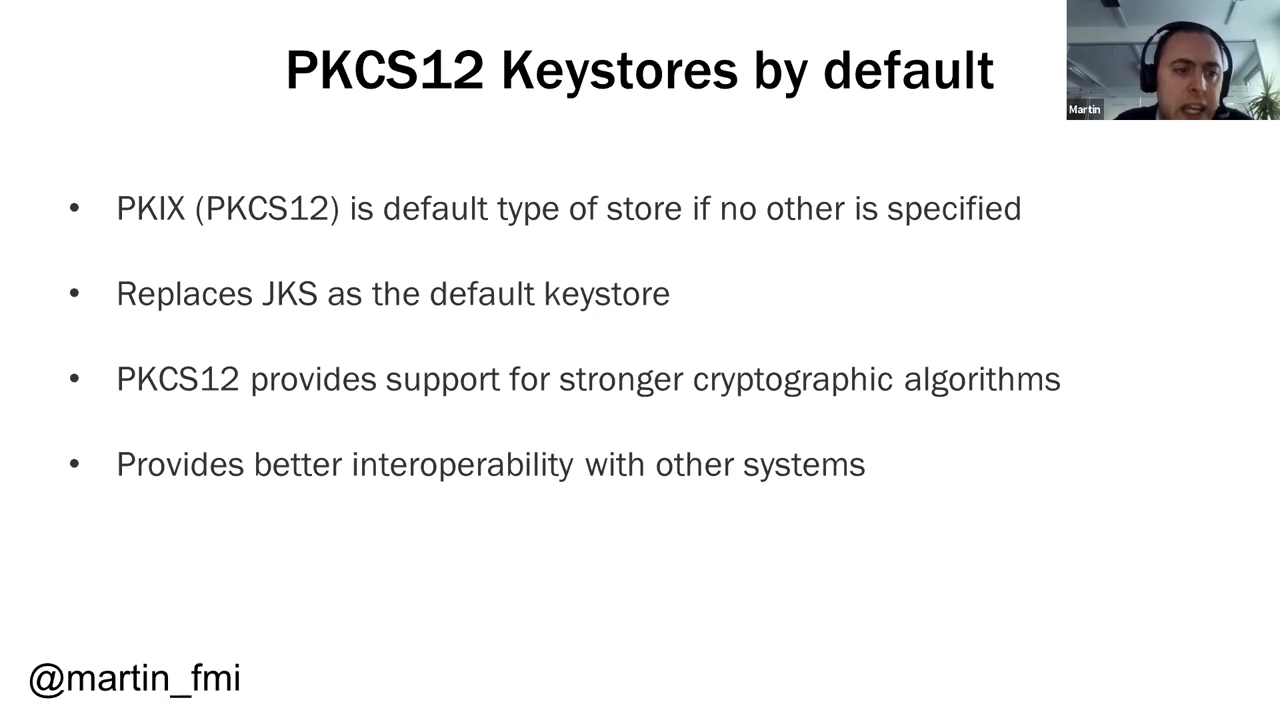 PKCS12 Keystores by default
Martin
• PKIX (PKCS12) is default type of store if no other is specified
• Replaces JKS as the default keystore
• PKCS12 provides support for stronger cryptographic algorithms
• Provides better interoperability with other systems
@martin_fmi